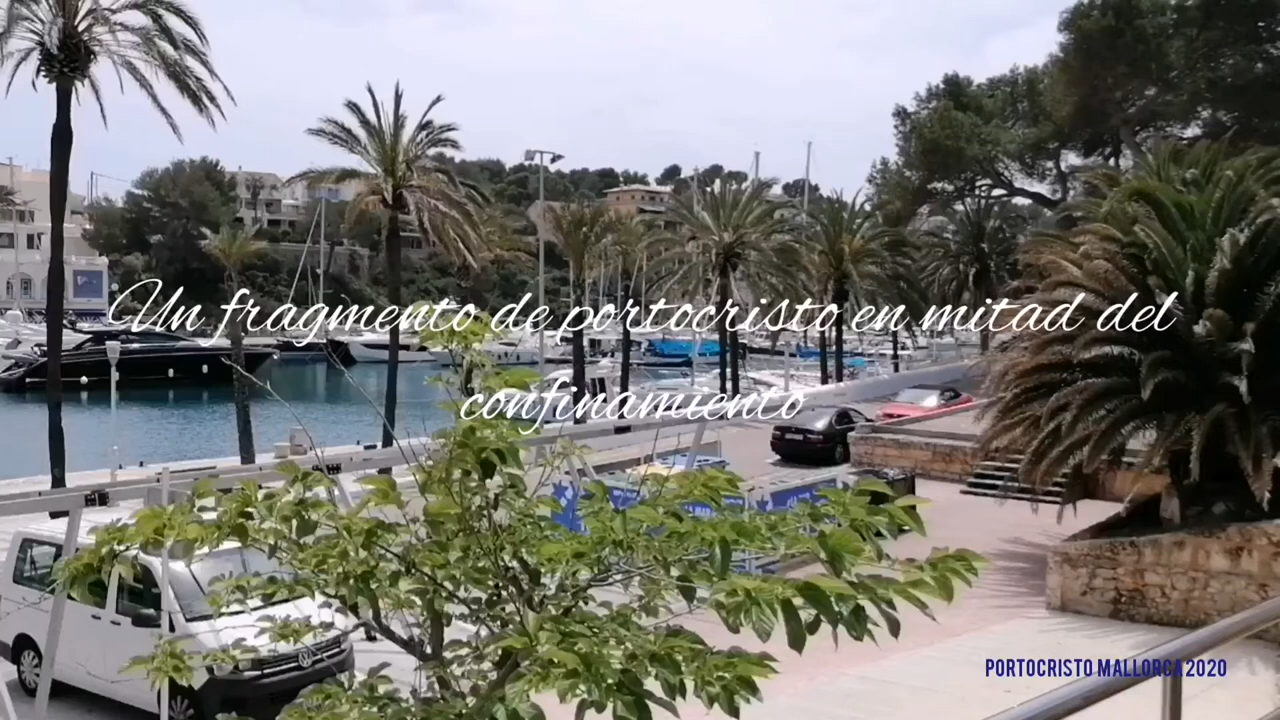 Un fragmento de portocristo en mitad del
confinamiento
PORTOCRISTO MALLORCA 2020